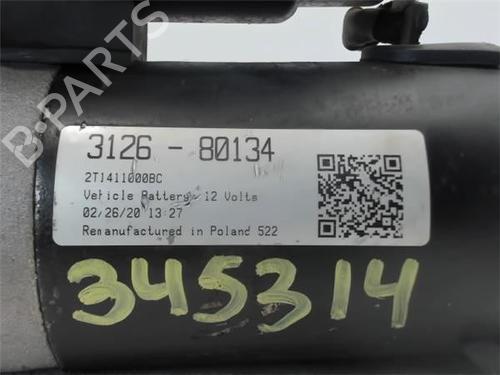 B-PARTS
3126 - 80134
2T1411000BC
Vehicle Battery- 12 Volts
02/26/20 13:27
Remanufactured in Poland 522
345314